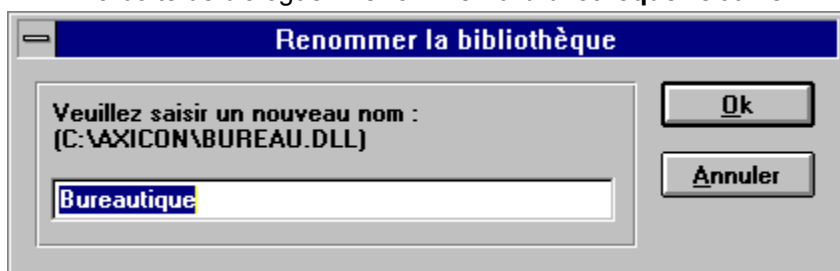 Renommer la bibliothèque
Veuillez saisir un nouveau nom :
(C:\AXICON\BUREAU.DLL)
Bureautique
Ok
Annuler